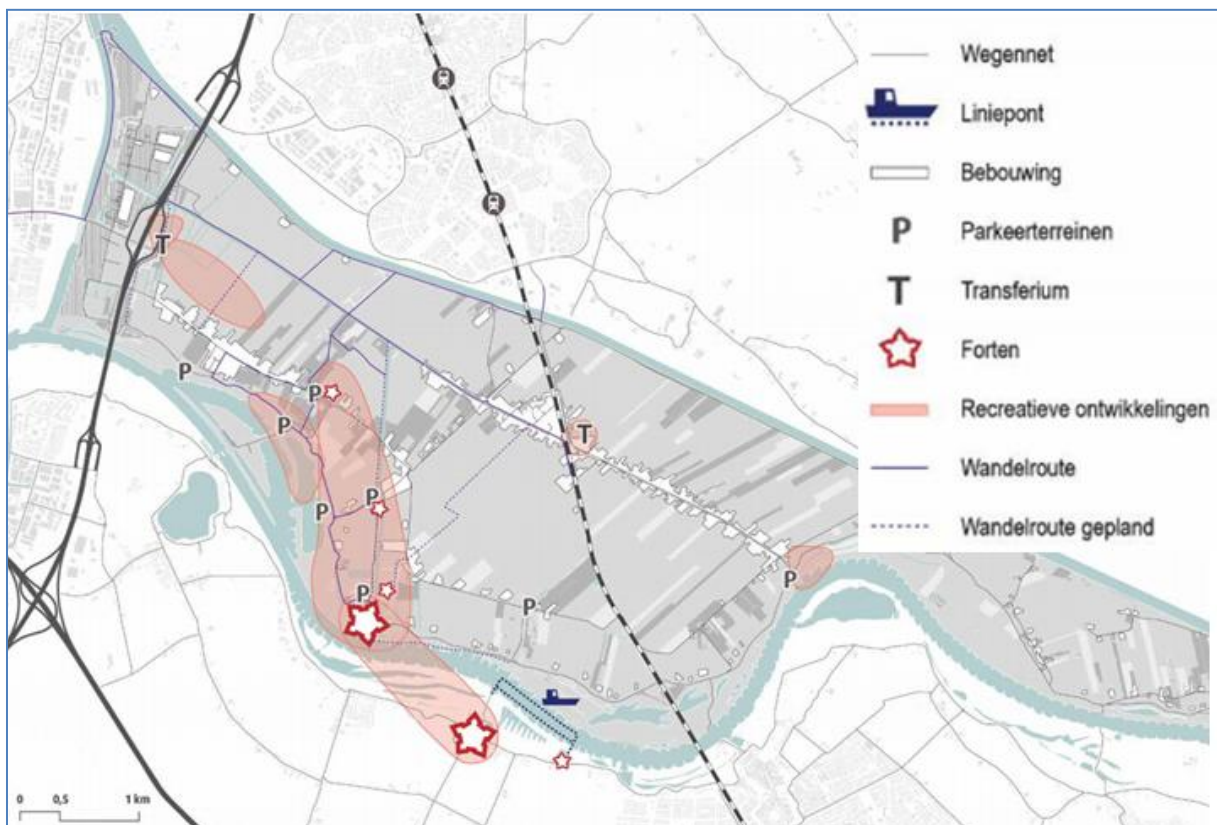 Wegennet
Liniepont
Bebouwing
P Parkeerterreinen
T Transferium
Forten
Recreatieve ontwikkelingen
Wandelroute
Wandelroute gepland
T
P
P
P
T
P
P
P
P
P
0 0,5 1 km